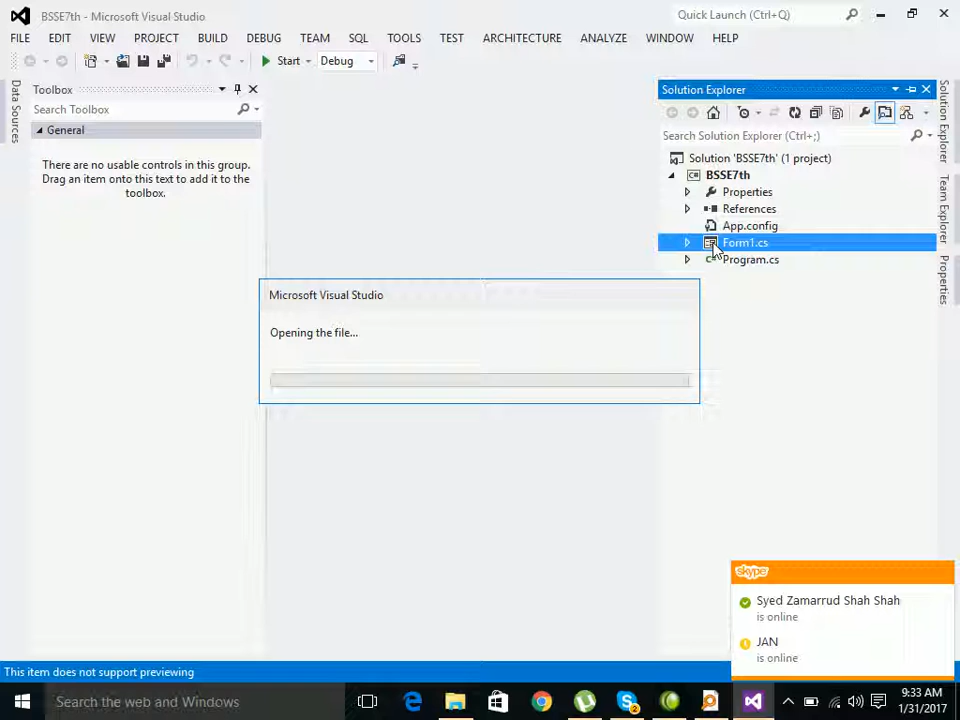 BSSE7th - Microsoft Visual Studio
Quick Launch (Ctrl+Q)
FILE EDIT VIEW PROJECT BUILD DEBUG TEAM SQL TOOLS TEST ARCHITECTURE ANALYZE WINDOW HELP
Start Debug
Data Sources
Toolbox
Search Toolbox
General
There are no usable controls in this group.
Drag an item onto this text to add it to the
toolbox.
Solution Explorer
Search Solution Explorer (Ctrl+;)
Solution 'BSSE7th' (1 project)
BSSE7th
Properties
References
App.config
Form1.cs
Program.cs
Solution Explorer
Team Explorer
Properties
Microsoft Visual Studio
Opening the file...
skype
Syed Zamarrud Shah Shah
is online
JAN
is online
This item does not support previewing
Search the web and Windows
2
9:33 AM
1/31/2017